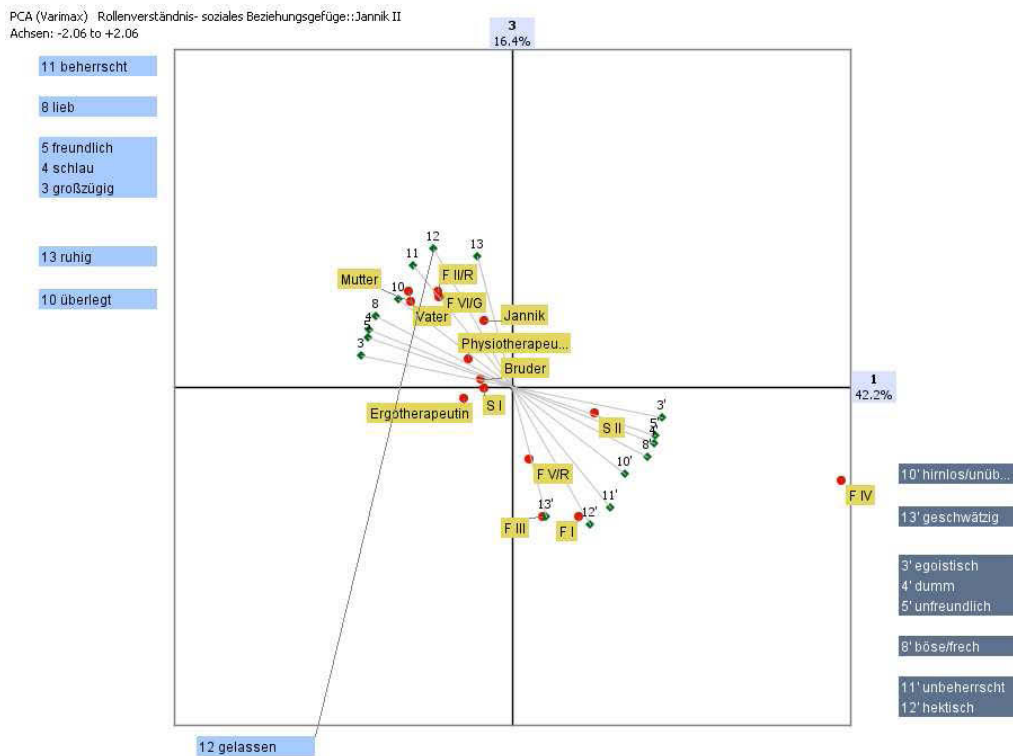 PCA (Varimax) Rollenverständnis- soziales Beziehungsgefüge::Jannik II
Achsen: -2.06 to +2.06
3
16.4%
11 beherrscht
8 lieb
5 freundlich
4 schlau
3 großzügig
13 ruhig
10 überlegt
12
13
11
Mutter
F II/R
10
F VI/G
8
Vater
Jannik
4
5
Physiotherapeu...
3
Bruder
1
42.2%
Ergotherapeutin
S I
3'
S II
5'
4'
8'
F V/R
10'
10' hirnlos/unüb...
F IV
11'
13'
12'
F III
F I
13' geschwätzig
3' egoistisch
4' dumm
5' unfreundlich
8' böse/frech
11' unbeherrscht
12' hektisch
12 gelassen